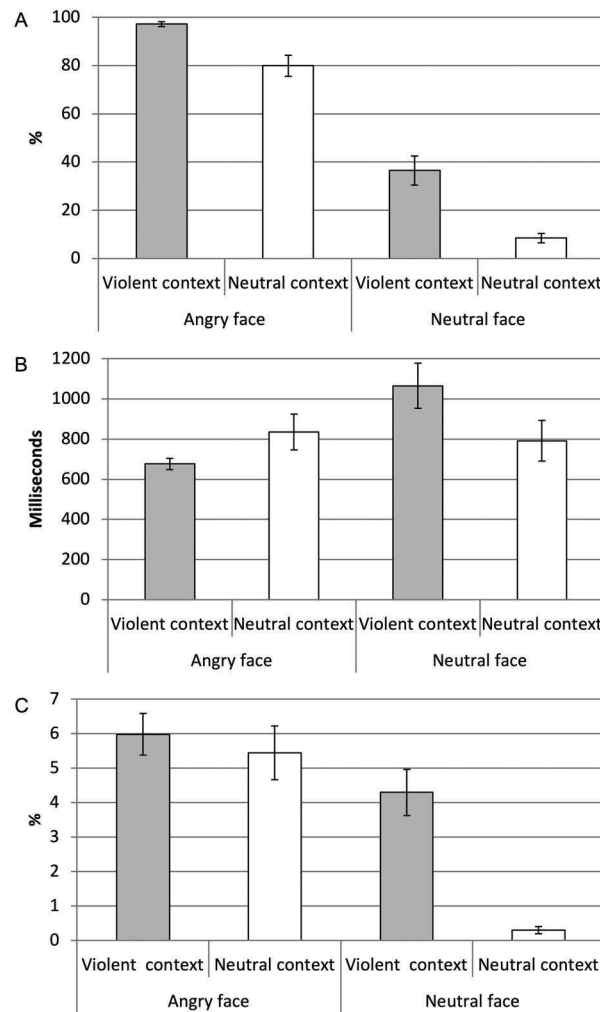 A
100
80
60
40
20
0
%
Violent context Neutral context Violent context Neutral context
Angry face Neutral face
B
1200
1000
800
600
400
200
0
Milliseconds
Violent context Neutral context Violent context Neutral context
Angry face Neutral face
C
7
6
5
4
3
2
1
0
%
Violent context Neutral context Violent context Neutral context
Angry face Neutral face